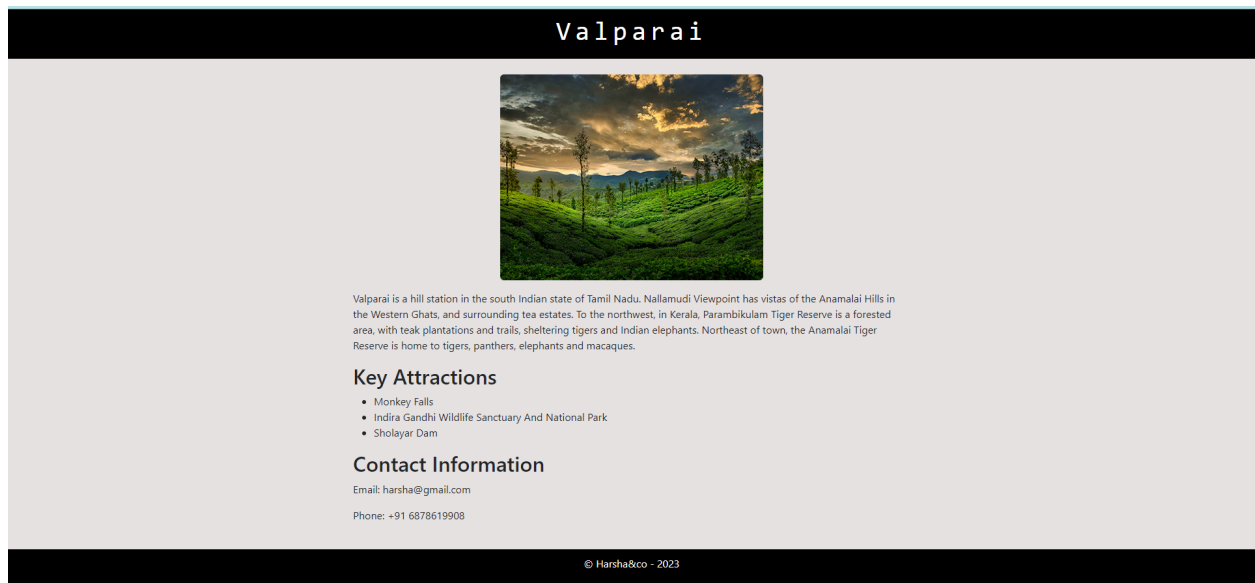 Valparai
Valparai is a hill station in the south Indian state of Tamil Nadu. Nallamudi Viewpoint has vistas of the Anamalai Hills in
the Western Ghats, and surrounding tea estates. To the northwest, in Kerala, Parambikulam Tiger Reserve is a forested
area, with teak plantations and trails, sheltering tigers and Indian elephants. Northeast of town, the Anamalai Tiger
Reserve is home to tigers, panthers, elephants and macaques.
Key Attractions
• Monkey Falls
• Indira Gandhi Wildlife Sanctuary And National Park
• Sholayar Dam
Contact Information
Email: harsha@gmail.com
Phone: +91 6878619908
© Harsha&co - 2023